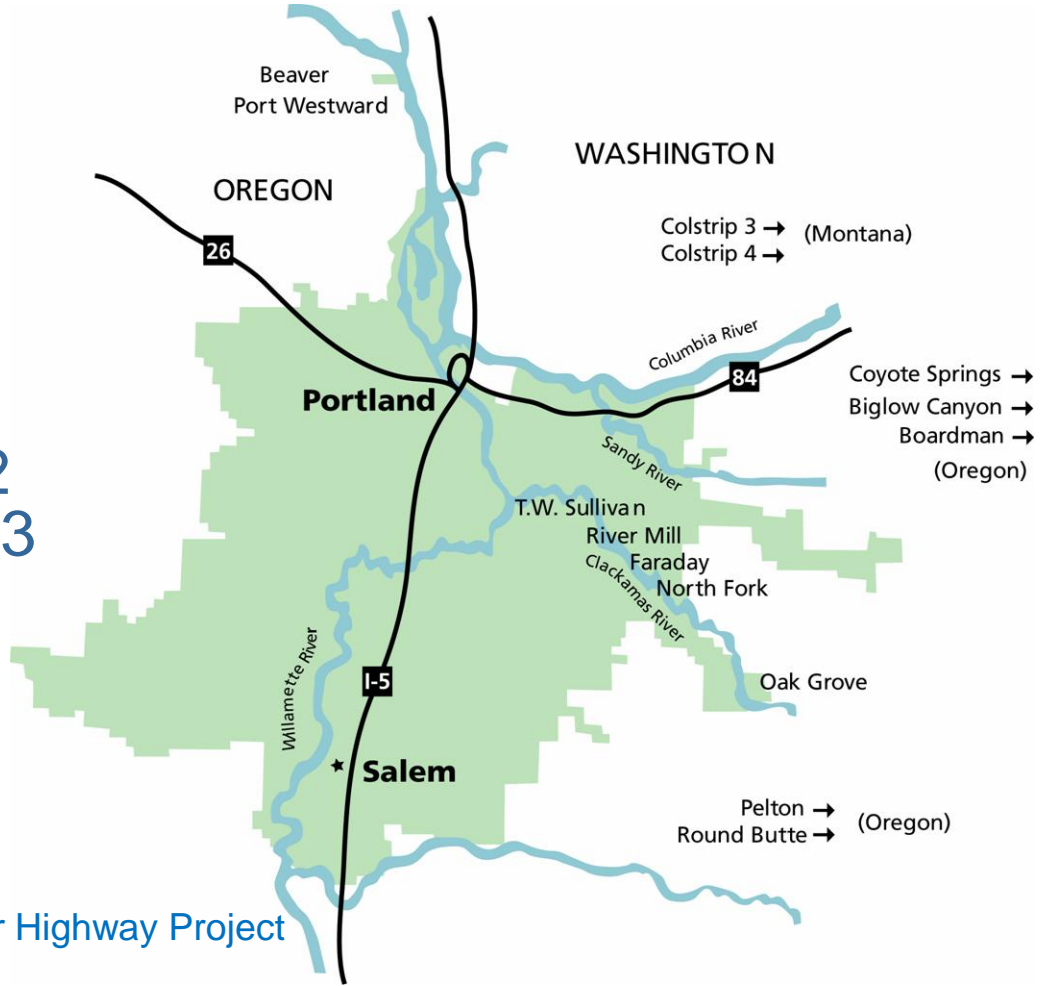 Beaver
Port Westward
WASHINGTON
OREGON
Colstrip 3 →
(Montana)
Colstrip 4 →
26
Columbia River
84
Coyote Springs →
Portland
Biglow Canyon →
Boardman →
Sandy River
(Oregon)
2
3
T.W. Sullivan
River Mill
Faraday
Clackamas River
North Fork
Willamette River
I-5
Oak Grove
Salem
Pelton →
(Oregon)
Round Butte →
Highway Project